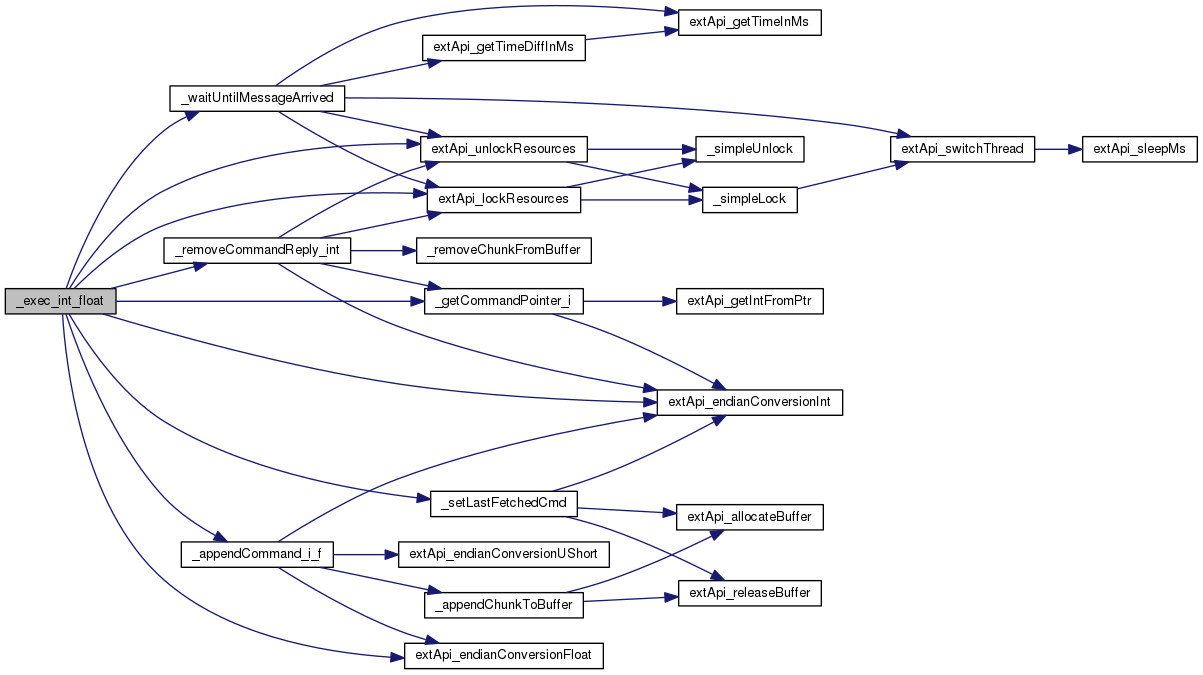 extApi_getTimeInMs
extApi_getTimeDiffInMs
_waitUntilMessageArrived
extApi_unlockResources
_simpleUnlock
extApi_switchThread
extApi_sleepMs
extApi_lockResources
_simpleLock
_removeCommandReply_int
_removeChunkFromBuffer
_exec_int_float
_getCommandPointer_i
extApi_getIntFromPtr
extApi_endianConversionInt
_setLastFetchedCmd
extApi_allocateBuffer
_appendCommand_i_f
extApi_endianConversionUShort
extApi_releaseBuffer
_appendChunkToBuffer
extApi_endianConversionFloat